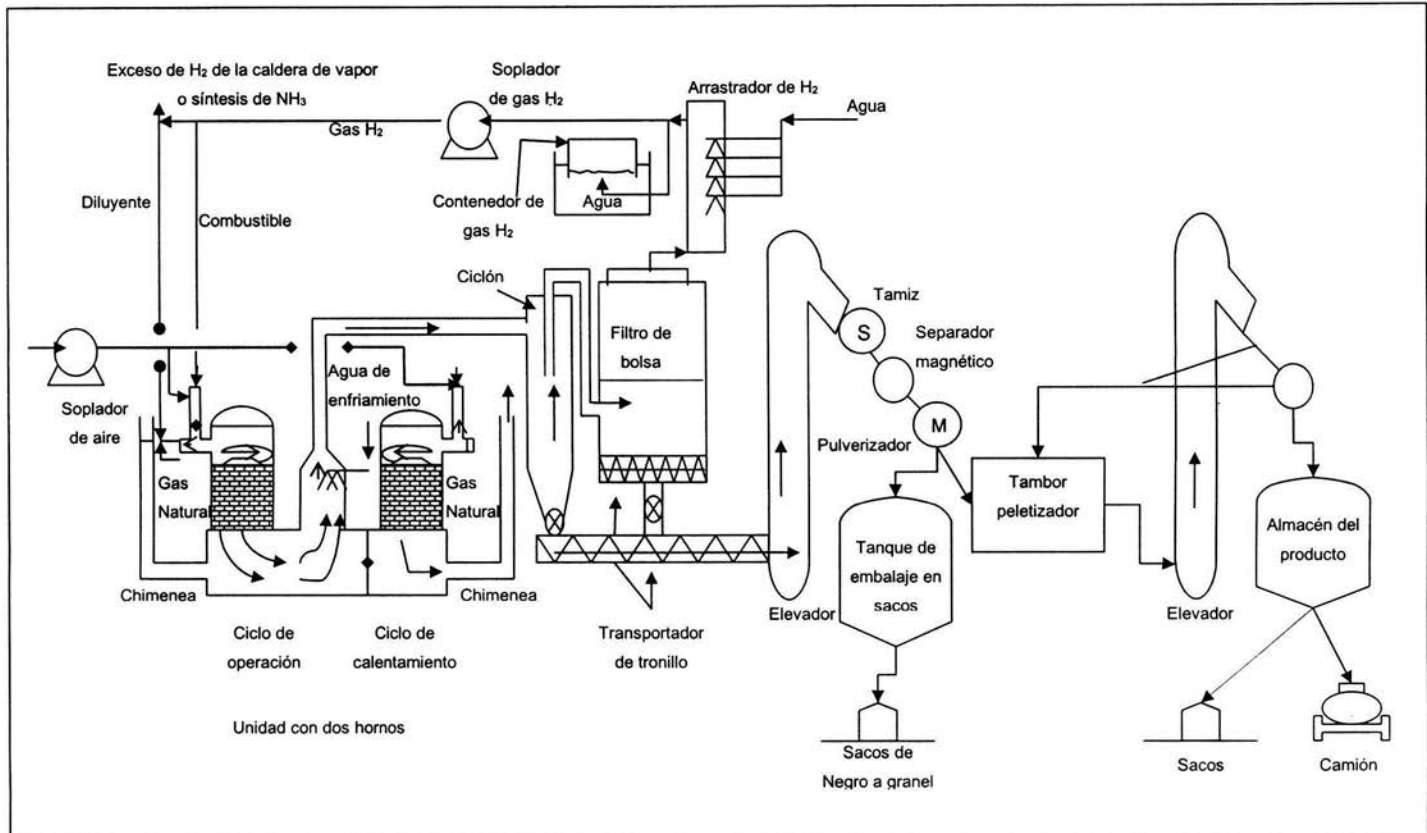 Exceso de H₂ de la caldera de vapor
o síntesis de NH₃
Soplador
de gas H₂
Arrastrador de H₂
Agua
Gas H₂
Diluyente
Combustible
Contenedor de
gas H₂
Agua
Ciclón
Filtro de
bolsa
Tamiz
S
Separador
magnético
M
Pulverizador
Soplador
de aire
Agua de
enfriamiento
Gas
Natural
Gas
Natural
Tambor
peletizador
Almacén del
producto
Tanque de
embalaje en
sacos
Chimenea
Chimenea
Elevador
Elevador
Ciclo de
operación
Ciclo de
calentamiento
Transportador
de tronillo
Unidad con dos hornos
Sacos de
Negro a granel
Sacos
Camión